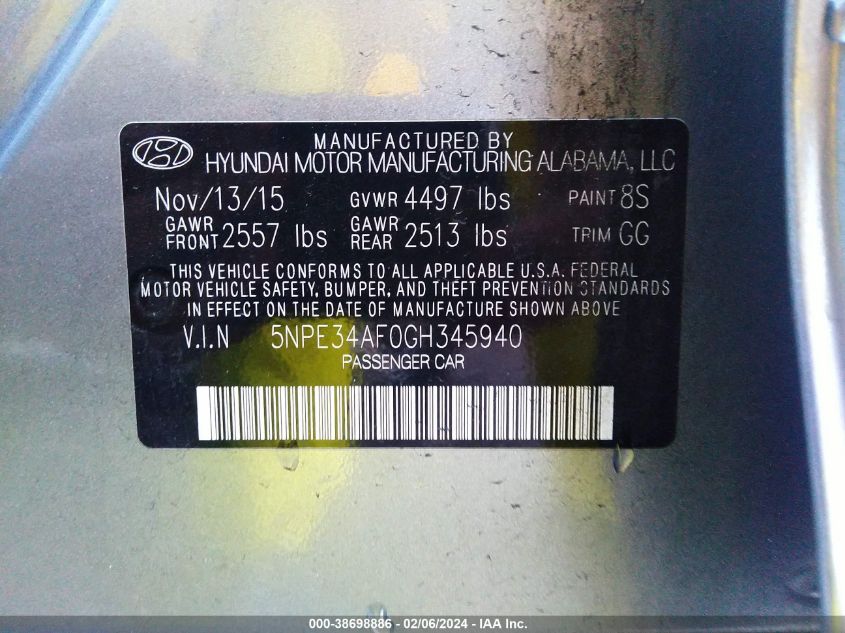 MANUFACTURED BY
HYUNDAI MOTOR MANUFACTURING ALABAMA, LLC
Nov/13/15 GVWR 4497 lbs PAINT 8S
GAWR FRONT 2557 lbs GAWR REAR 2513 lbs TRIM GG
THIS VEHICLE CONFORMS TO ALL APPLICABLE U.S.A. FEDERAL
MOTOR VEHICLE SAFETY, BUMPER, AND THEFT PREVENTION STANDARDS
IN EFFECT ON THE DATE OF MANUFACTURE SHOWN ABOVE
V.I.N 5NPE34AF0GH345940
PASSENGER CAR
000-38698886 - 02/06/2024 - IAA Inc.